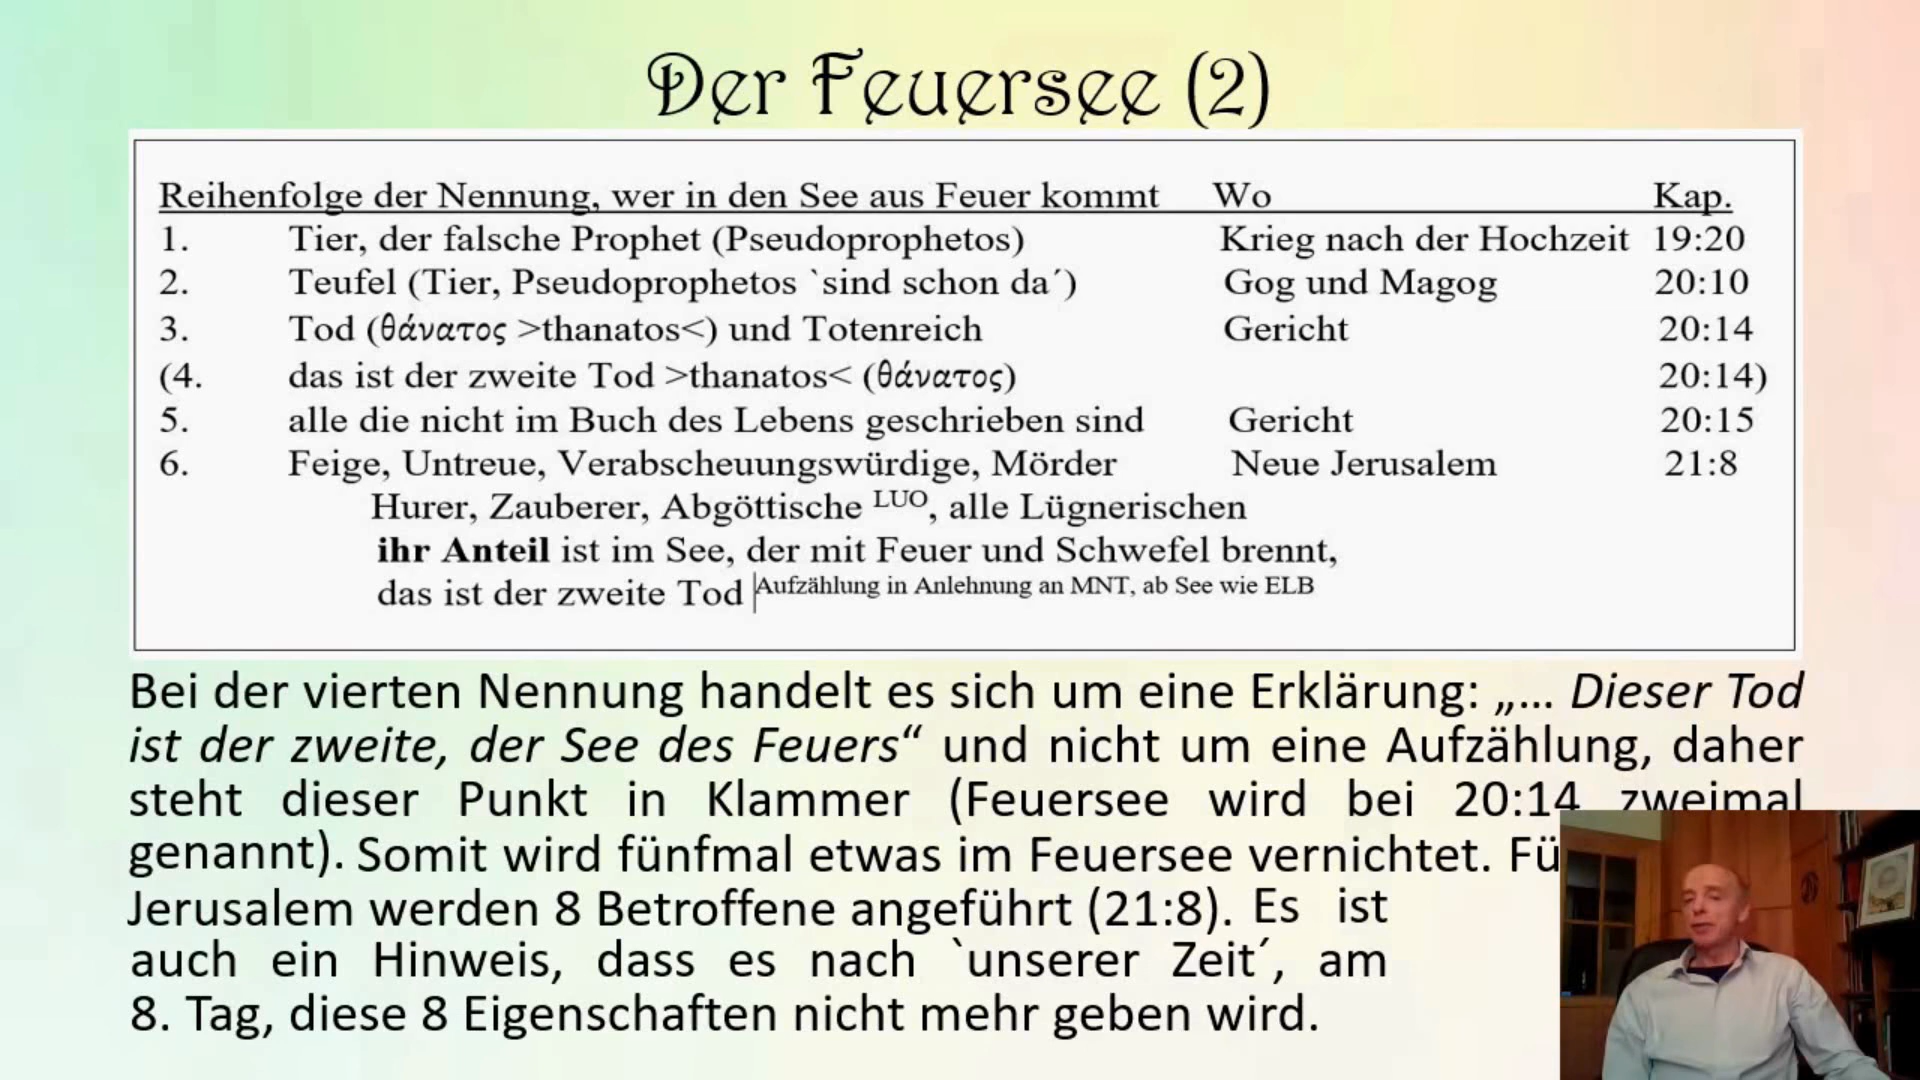 Der Feuersee (2)
Reihenfolge der Nennung, wer in den See aus Feuer kommt Wo Kap.
1. Tier, der falsche Prophet (Pseudoprophetos) Krieg nach der Hochzeit 19:20
2. Teufel (Tier, Pseudoprophetos `sind schon da´) Gog und Magog 20:10
3. Tod (θάνατος >thanatos<) und Totenreich Gericht 20:14
(4. das ist der zweite Tod >thanatos< (θάνατος) 20:14)
5. alle die nicht im Buch des Lebens geschrieben sind Gericht 20:15
6. Feige, Untreue, Verabscheuungswürdige, Mörder Neue Jerusalem 21:8
Hurer, Zauberer, Abgöttische LUO, alle Lügnerischen
ihr Anteil ist im See, der mit Feuer und Schwefel brennt,
das ist der zweite Tod Aufzählung in Anlehnung an MNT, ab See wie ELB
Bei der vierten Nennung handelt es sich um eine Erklärung: „… Dieser Tod
ist der zweite, der See des Feuers“ und nicht um eine Aufzählung, daher
steht dieser Punkt in Klammer (Feuersee wird bei 20:14 zweimal
genannt). Somit wird fünfmal etwas im Feuersee vernichtet.
Jerusalem werden 8 Betroffene angeführt (21:8). Es ist
auch ein Hinweis, dass es nach `unserer Zeit´, am
8. Tag, diese 8 Eigenschaften nicht mehr geben wird.